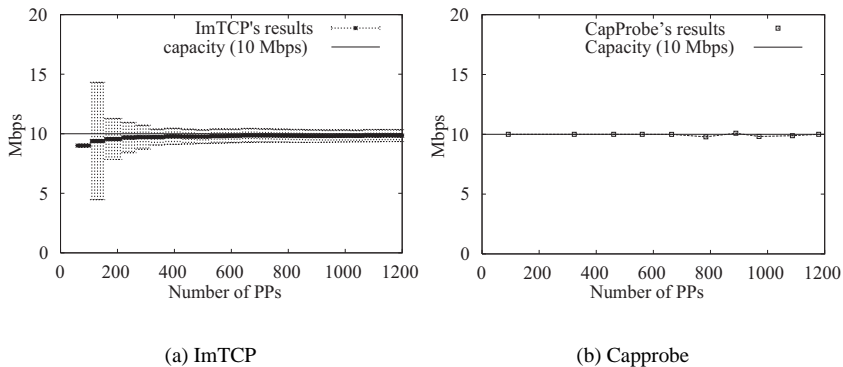 20
15
10
5
0
Mbps
ImTCP's results
capacity (10 Mbps)
0 200 400 600 800 1000 1200
Number of PPs
(a) ImTCP
20
15
10
5
0
Mbps
CapProbe's results
Capacity (10 Mbps)
0 200 400 600 800 1000 1200
Number of PPs
(b) Capprobe